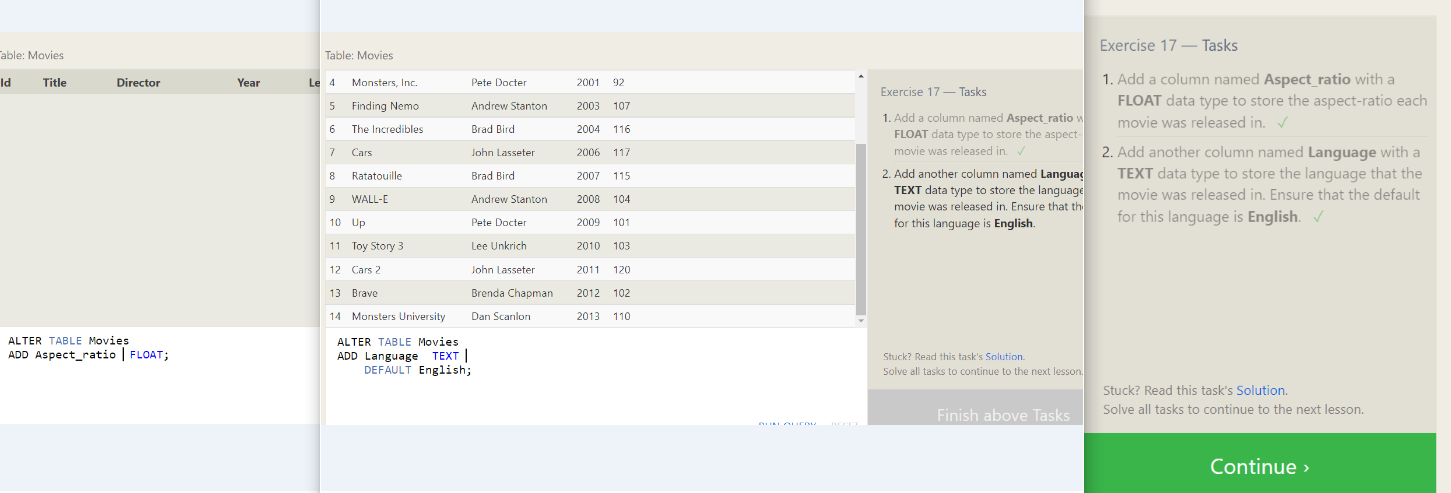 Table: Movies
Id Title Director Year Le
ALTER TABLE Movies
ADD Aspect_ratio FLOAT;
Table: Movies
4 Monsters, Inc. Pete Docter 2001 92
5 Finding Nemo Andrew Stanton 2003 107
6 The Incredibles Brad Bird 2004 116
7 Cars John Lasseter 2006 117
8 Ratatouille Brad Bird 2007 115
9 WALL-E Andrew Stanton 2008 104
10 Up Pete Docter 2009 101
11 Toy Story 3 Lee Unkrich 2010 103
12 Cars 2 John Lasseter 2011 120
13 Brave Brenda Chapman 2012 102
14 Monsters University Dan Scanlon 2013 110
ALTER TABLE Movies
ADD Language TEXT
DEFAULT English;
RUN QUERY RESET
Exercise 17 — Tasks
1. Add a column named Aspect_ratio w
FLOAT data type to store the aspect-
movie was released in. ✓
2. Add another column named Languag
TEXT data type to store the language
movie was released in. Ensure that th
for this language is English.
Stuck? Read this task's Solution.
Solve all tasks to continue to the next lesson.
Finish above Tasks
Exercise 17 — Tasks
1. Add a column named Aspect_ratio with a
FLOAT data type to store the aspect-ratio each
movie was released in. ✓
2. Add another column named Language with a
TEXT data type to store the language that the
movie was released in. Ensure that the default
for this language is English. ✓
Stuck? Read this task's Solution.
Solve all tasks to continue to the next lesson.
Continue ›